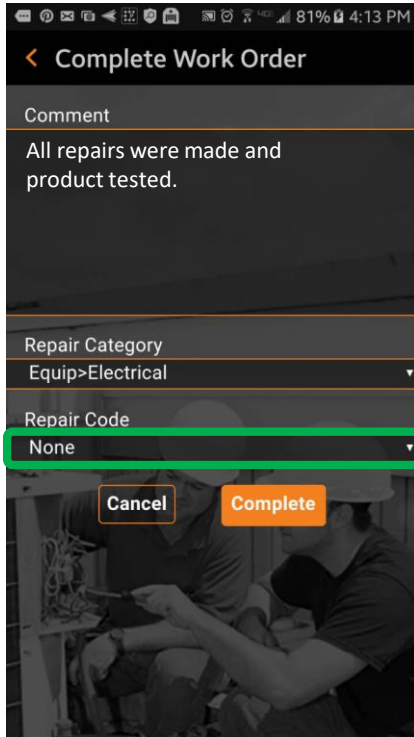 81% 4:13 PM
Complete Work Order
Comment
All repairs were made and
product tested.
Repair Category
Equip>Electrical
Repair Code
None
Cancel Complete